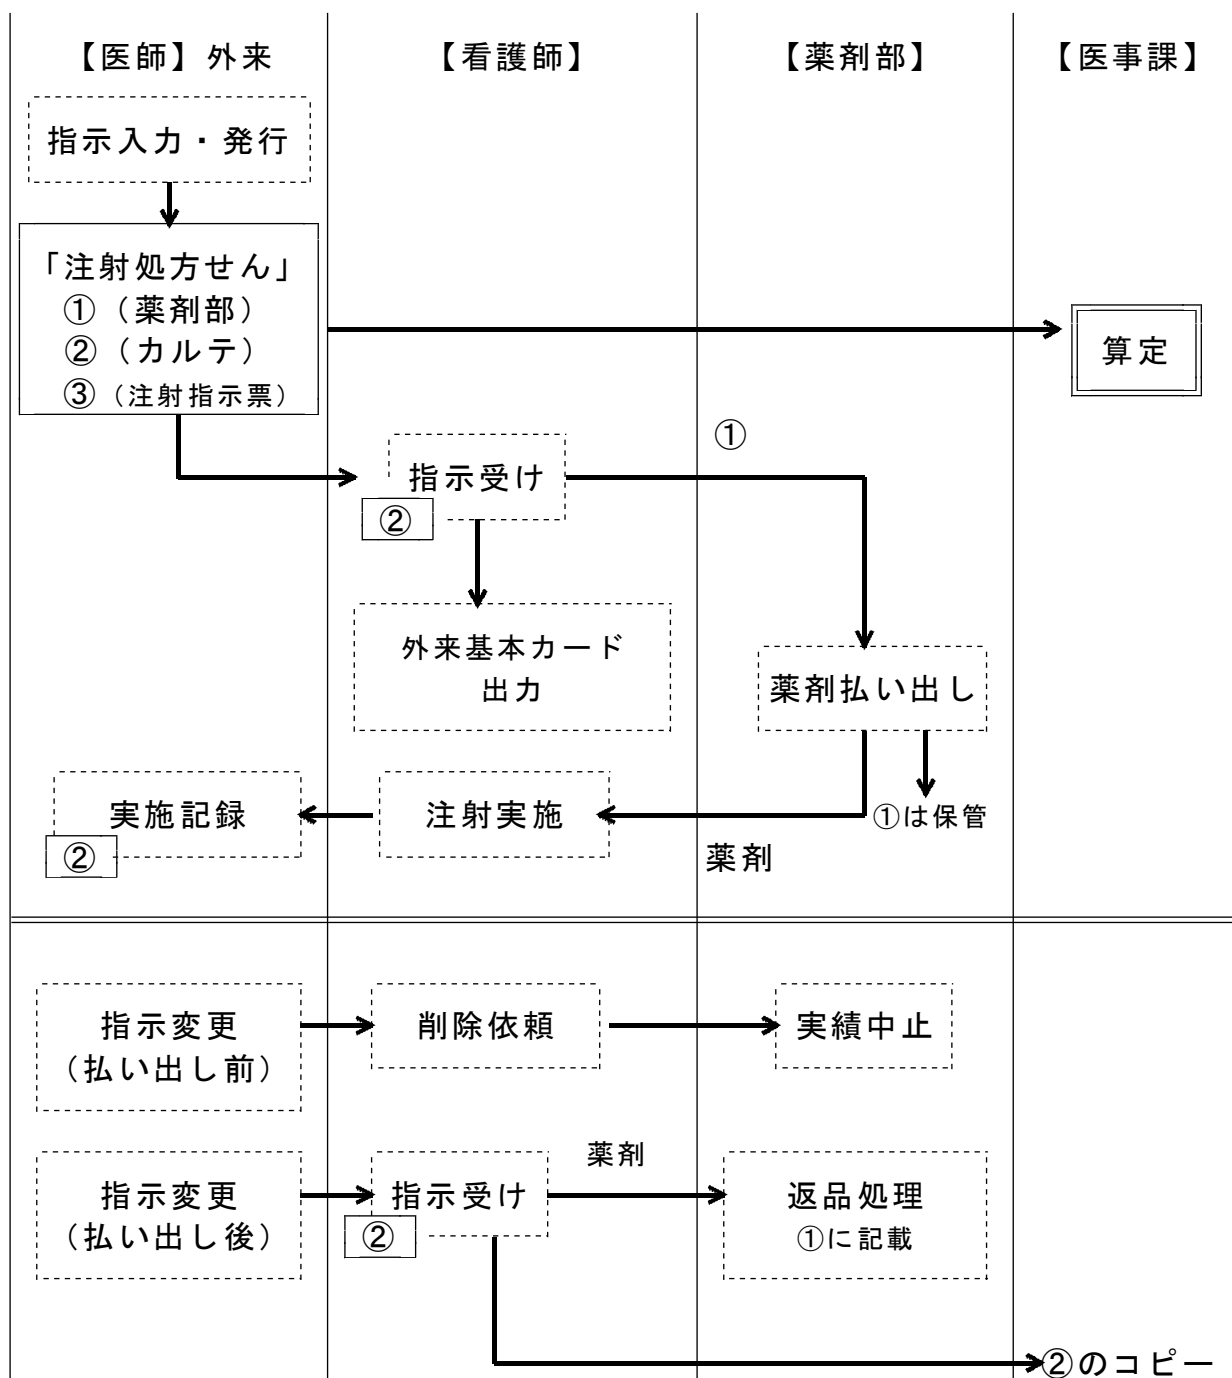 【医師】外来
【看護師】
【薬剤部】
【医事課】
指示入力・発行
「注射処方せん」
①（薬剤部）
②（カルテ）
③（注射指示票）
算定
①
指示受け
②
外来基本カード
出力
薬剤払い出し
①は保管
実施記録
②
注射実施
薬剤
指示変更
（払い出し前）
削除依頼
実績中止
指示変更
（払い出し後）
指示受け
②
薬剤
返品処理
①に記載
②のコピー